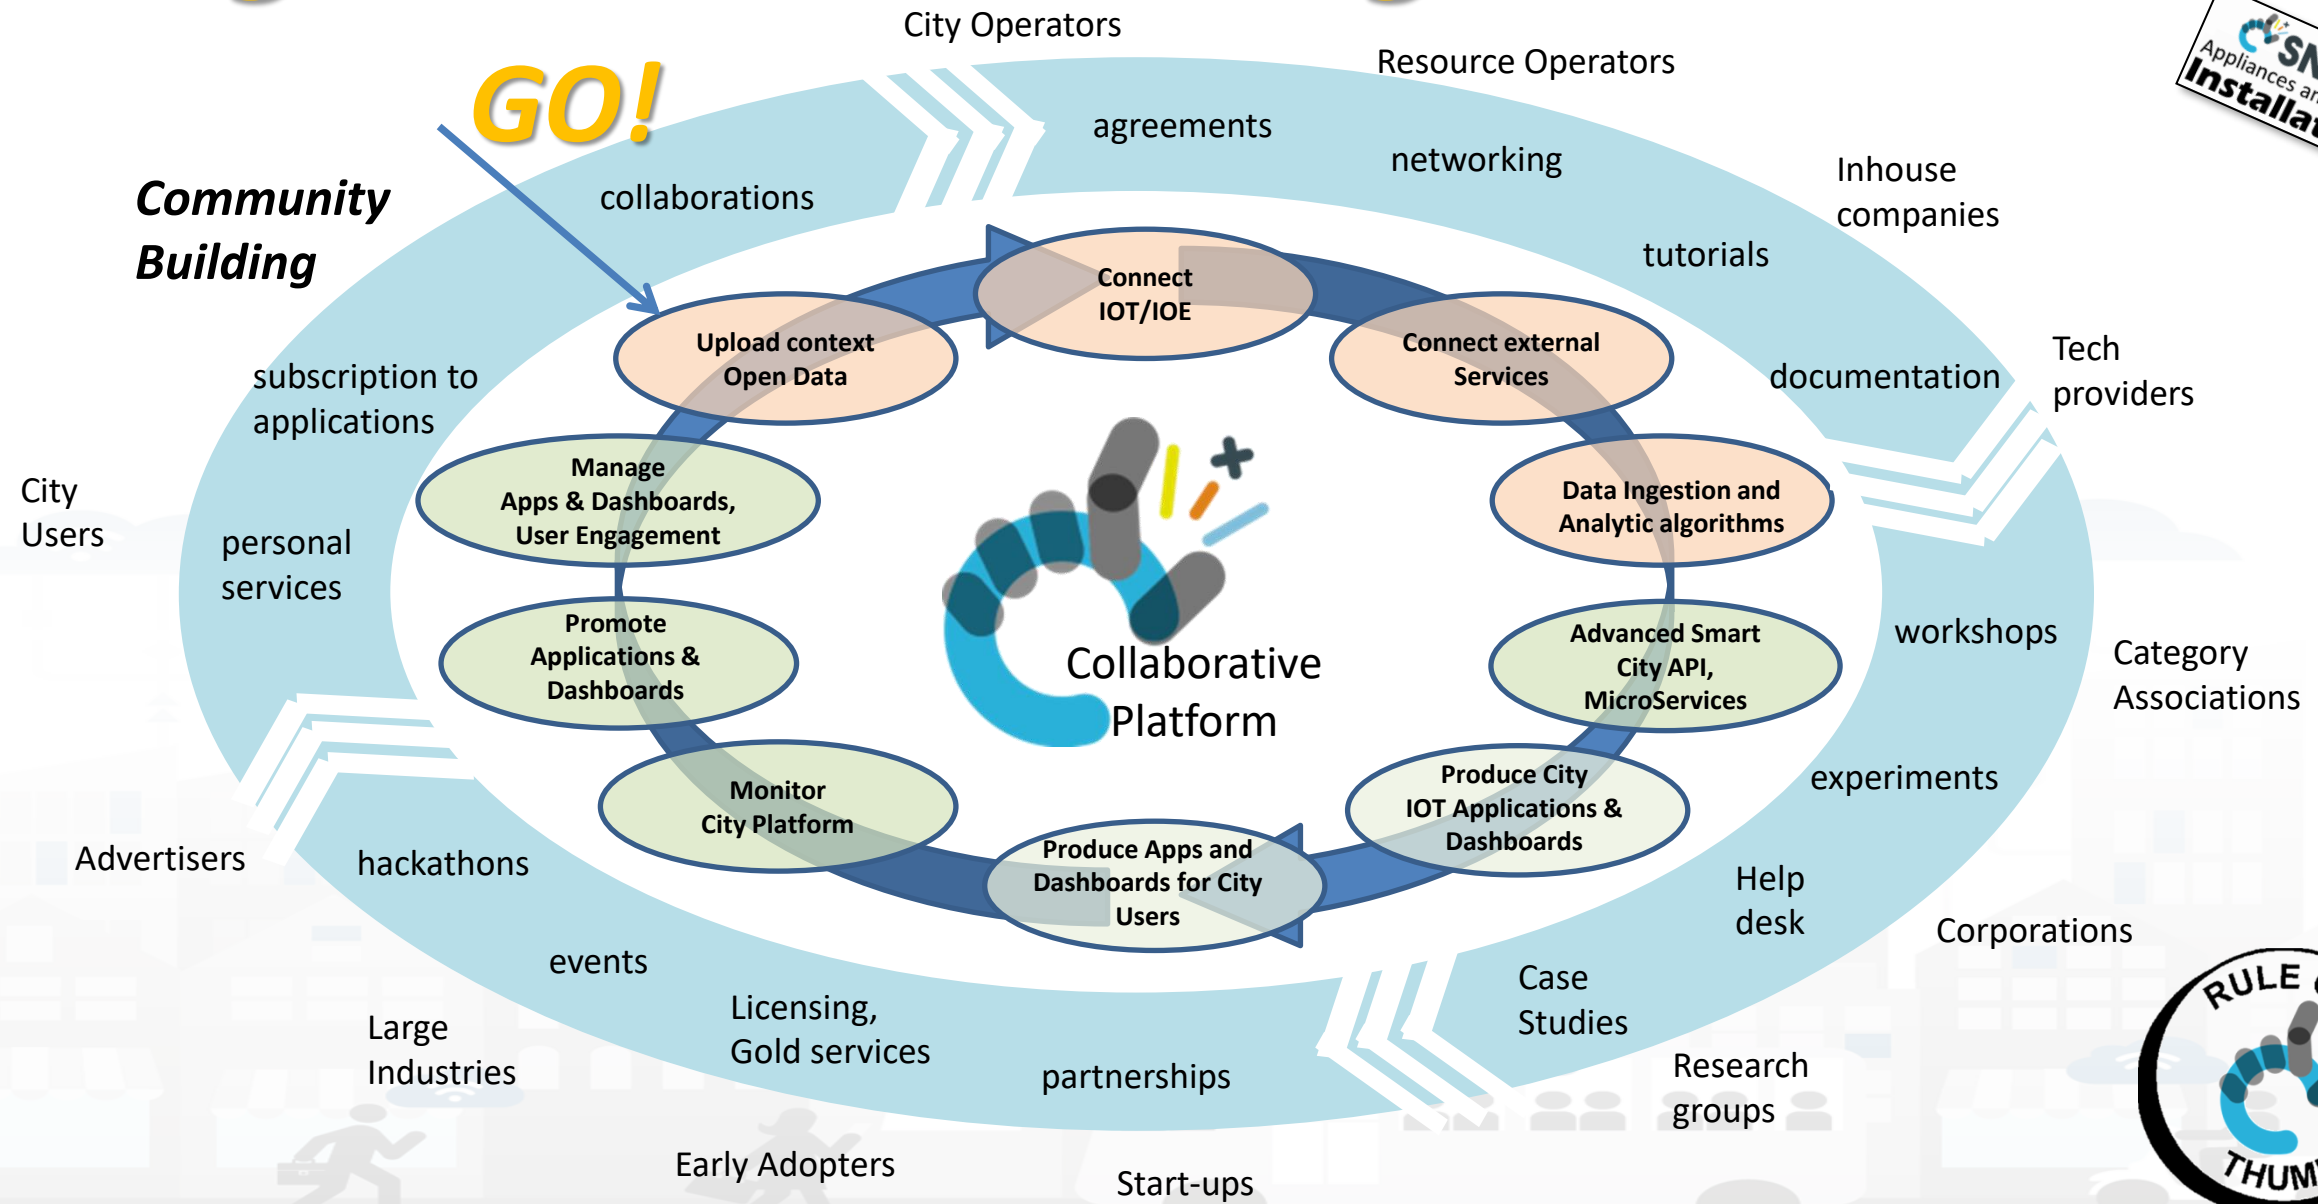 City Operators
Resource Operators
GO!
agreements
networking
Inhouse
companies
Appliances
Community
Building
collaborations
tutorials
Connect
IOT/IOE
Upload context
Open Data
Connect external
Services
subscription to
applications
documentation
Tech
providers
Manage
Apps & Dashboards,
User Engagement
Data Ingestion and
Analytic algorithms
City
Users
personal
services
Promote
Applications &
Dashboards
Collaborative
Platform
Advanced Smart
City API,
MicroServices
workshops
Category
Associations
Monitor
City Platform
Produce City
IOT Applications &
Dashboards
experiments
Produce Apps and
Dashboards for City
Users
Advertisers
hackathons
Help
desk
Corporations
events
Case
Studies
Licensing,
Gold services
Large
Industries
partnerships
Research
groups
RULE
Early Adopters
Start-ups